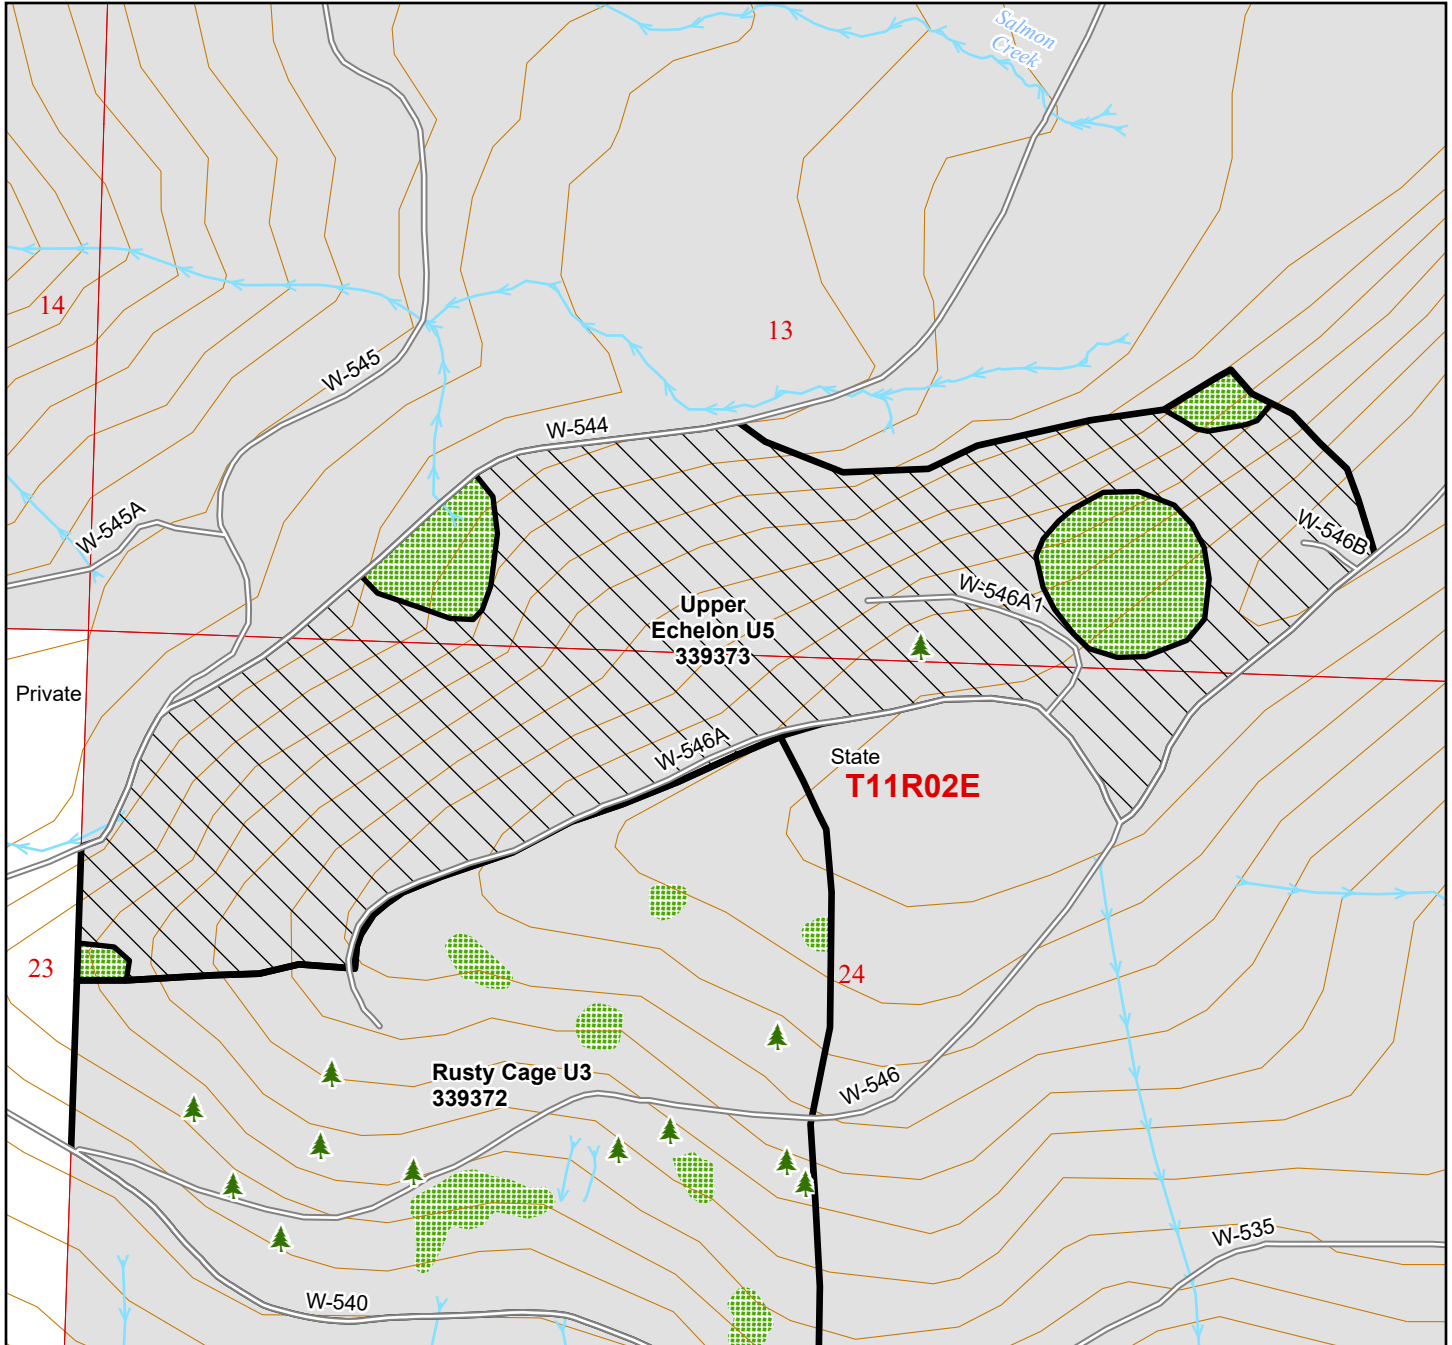 Salmon
Creek
14
13
W-545
W-544
W-545A
W-546B
W-546A1
Upper
Echelon U5
339373
Private
W-546A
State
T11R02E
23
24
Rusty Cage U3
339372
W-546
W-535
W-540